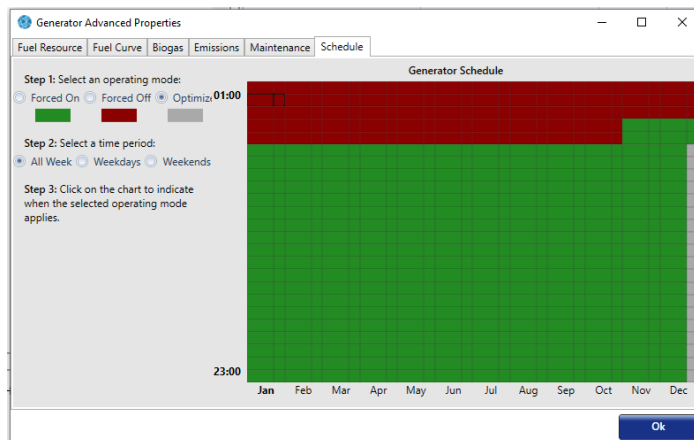 Generator Advanced Properties
Fuel Resource Fuel Curve Biogas Emissions Maintenance Schedule
Step 1: Select an operating mode:
Forced On Forced Off Optimize
Step 2: Select a time period:
All Week Weekdays Weekends
Step 3: Click on the chart to indicate
when the selected operating mode
applies.
Generator Schedule
01:00
23:00
Jan Feb Mar Apr May Jun Jul Aug Sep Oct Nov Dec
Ok